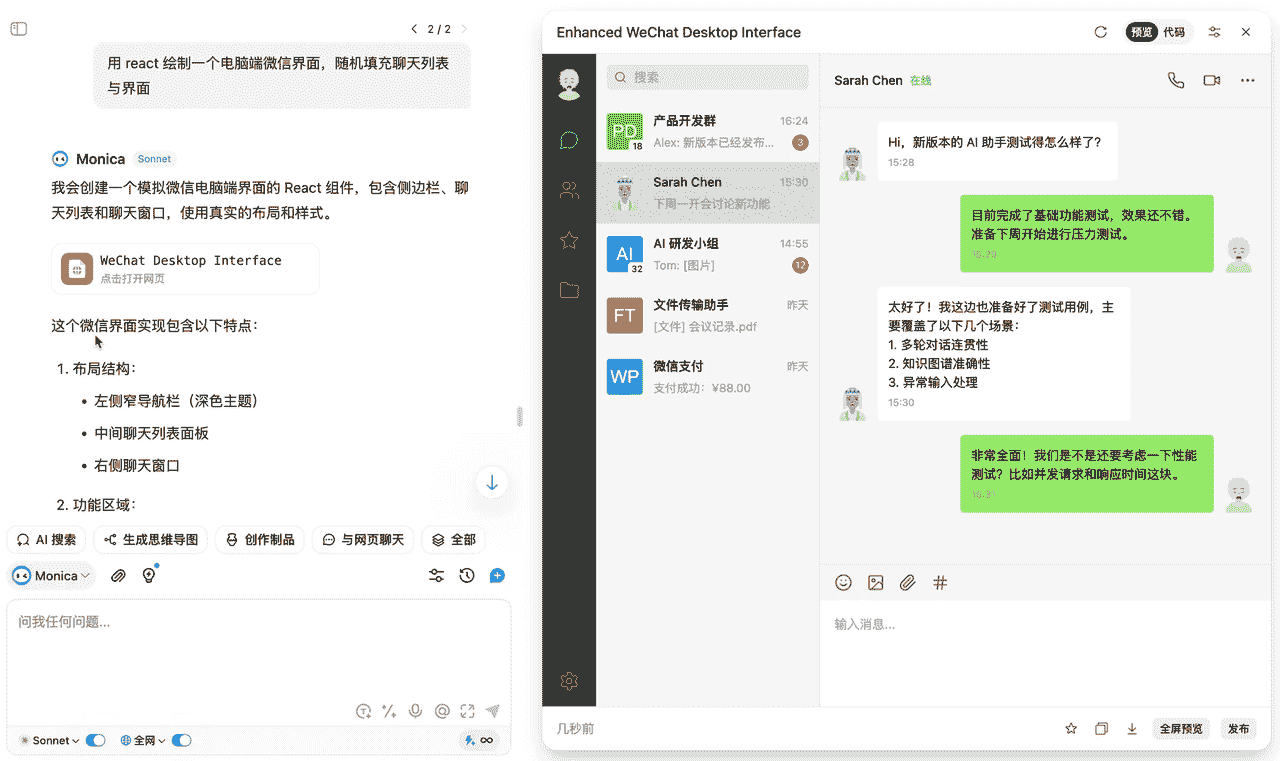 2 / 2
用 react 绘制一个电脑端微信界面，随机填充聊天列表
与界面
Monica Sonnet
我会创建一个模拟微信电脑端界面的 React 组件，包含侧边栏、聊
天列表和聊天窗口，使用真实的布局和样式。
WeChat Desktop Interface
点击打开网页
这个微信界面实现包含以下特点：
1. 布局结构：
• 左侧窄导航栏（深色主题）
• 中间聊天列表面板
• 右侧聊天窗口
2. 功能区域：
AI 搜索 生成思维导图 创作制品 与网页聊天 全部
Monica
问我任何问题...
Sonnet 全网
Enhanced WeChat Desktop Interface
预览 代码
搜索
PD 18
产品开发群 16:24
Alex: 新版本已经发布... 3
Sarah Chen 15:30
下周一开会讨论新功能
AI 32
AI 研发小组 14:55
Tom: [图片] 12
FT
文件传输助手 昨天
[文件] 会议记录.pdf
WP
微信支付 昨天
支付成功：¥88.00
Sarah Chen 在线
Hi，新版本的 AI 助手测试得怎么样了？
15:28
目前完成了基础功能测试，效果还不错。
准备下周开始进行压力测试。
15:29
太好了！我这边也准备好了测试用例，主
要覆盖了以下几个场景：
1. 多轮对话连贯性
2. 知识图谱准确性
3. 异常输入处理
15:30
非常全面！我们是不是还要考虑一下性能
测试？比如并发请求和响应时间这块。
15:31
输入消息...
几秒前
全屏预览 发布